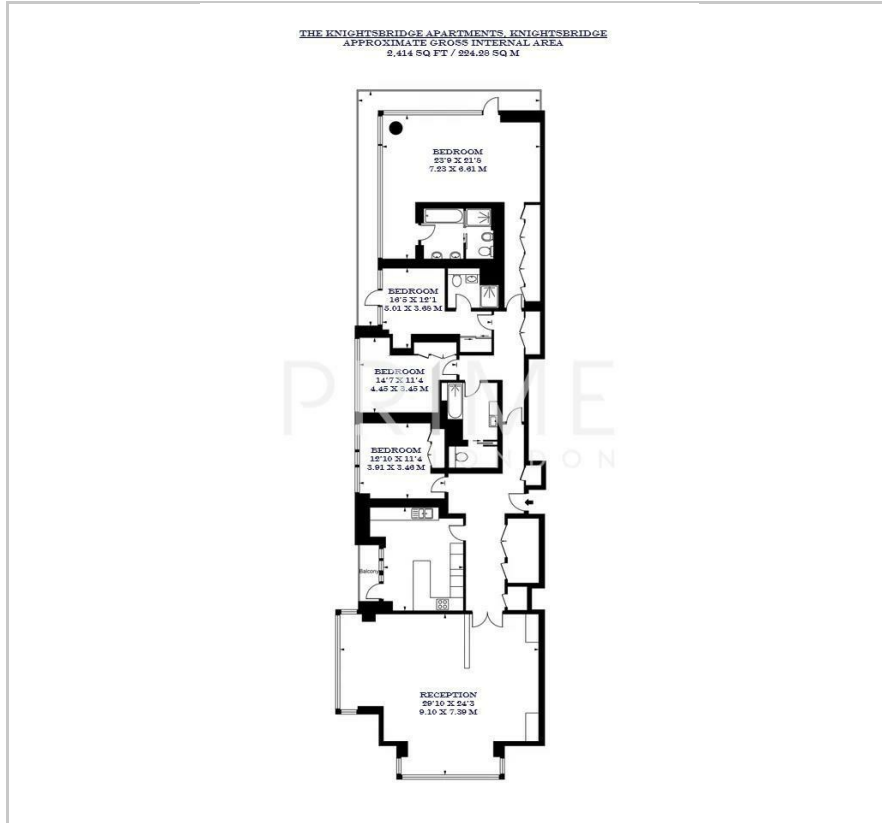 THE KNIGHTSBRIDGE APARTMENTS, KNIGHTSBRIDGE
APPROXIMATE GROSS INTERNAL AREA
2,414 SQ FT / 224.28 SQ M
BEDROOM
23'9 X 21'8
7.23 X 6.61 M
BEDROOM
16'5 X 12'1
5.01 X 3.68 M
BEDROOM
14'7 X 11'4
4.45 X 3.45 M
PRIME
LONDON
BEDROOM
12'10 X 11'4
3.91 X 3.46 M
Balcony
RECEPTION
29'10 X 24'3
9.10 X 7.39 M